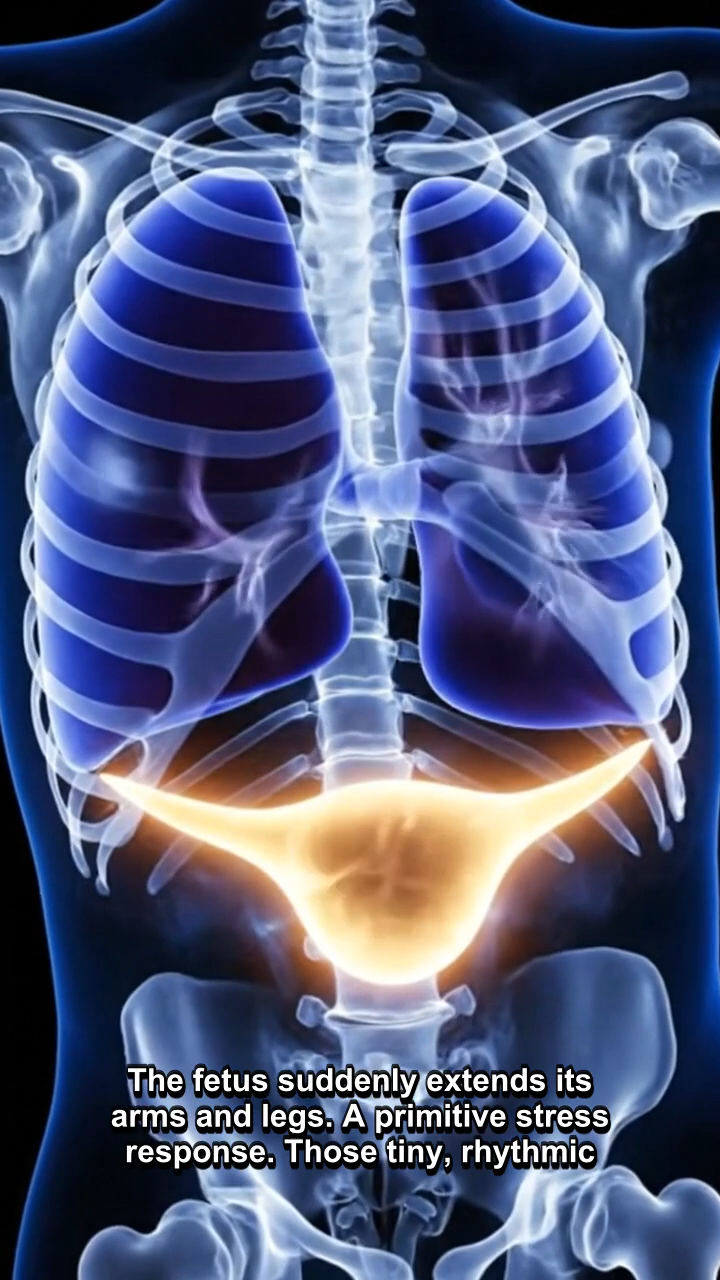 The fetus suddenly extends its
arms and legs. A primitive stress
response. Those tiny, rhythmic